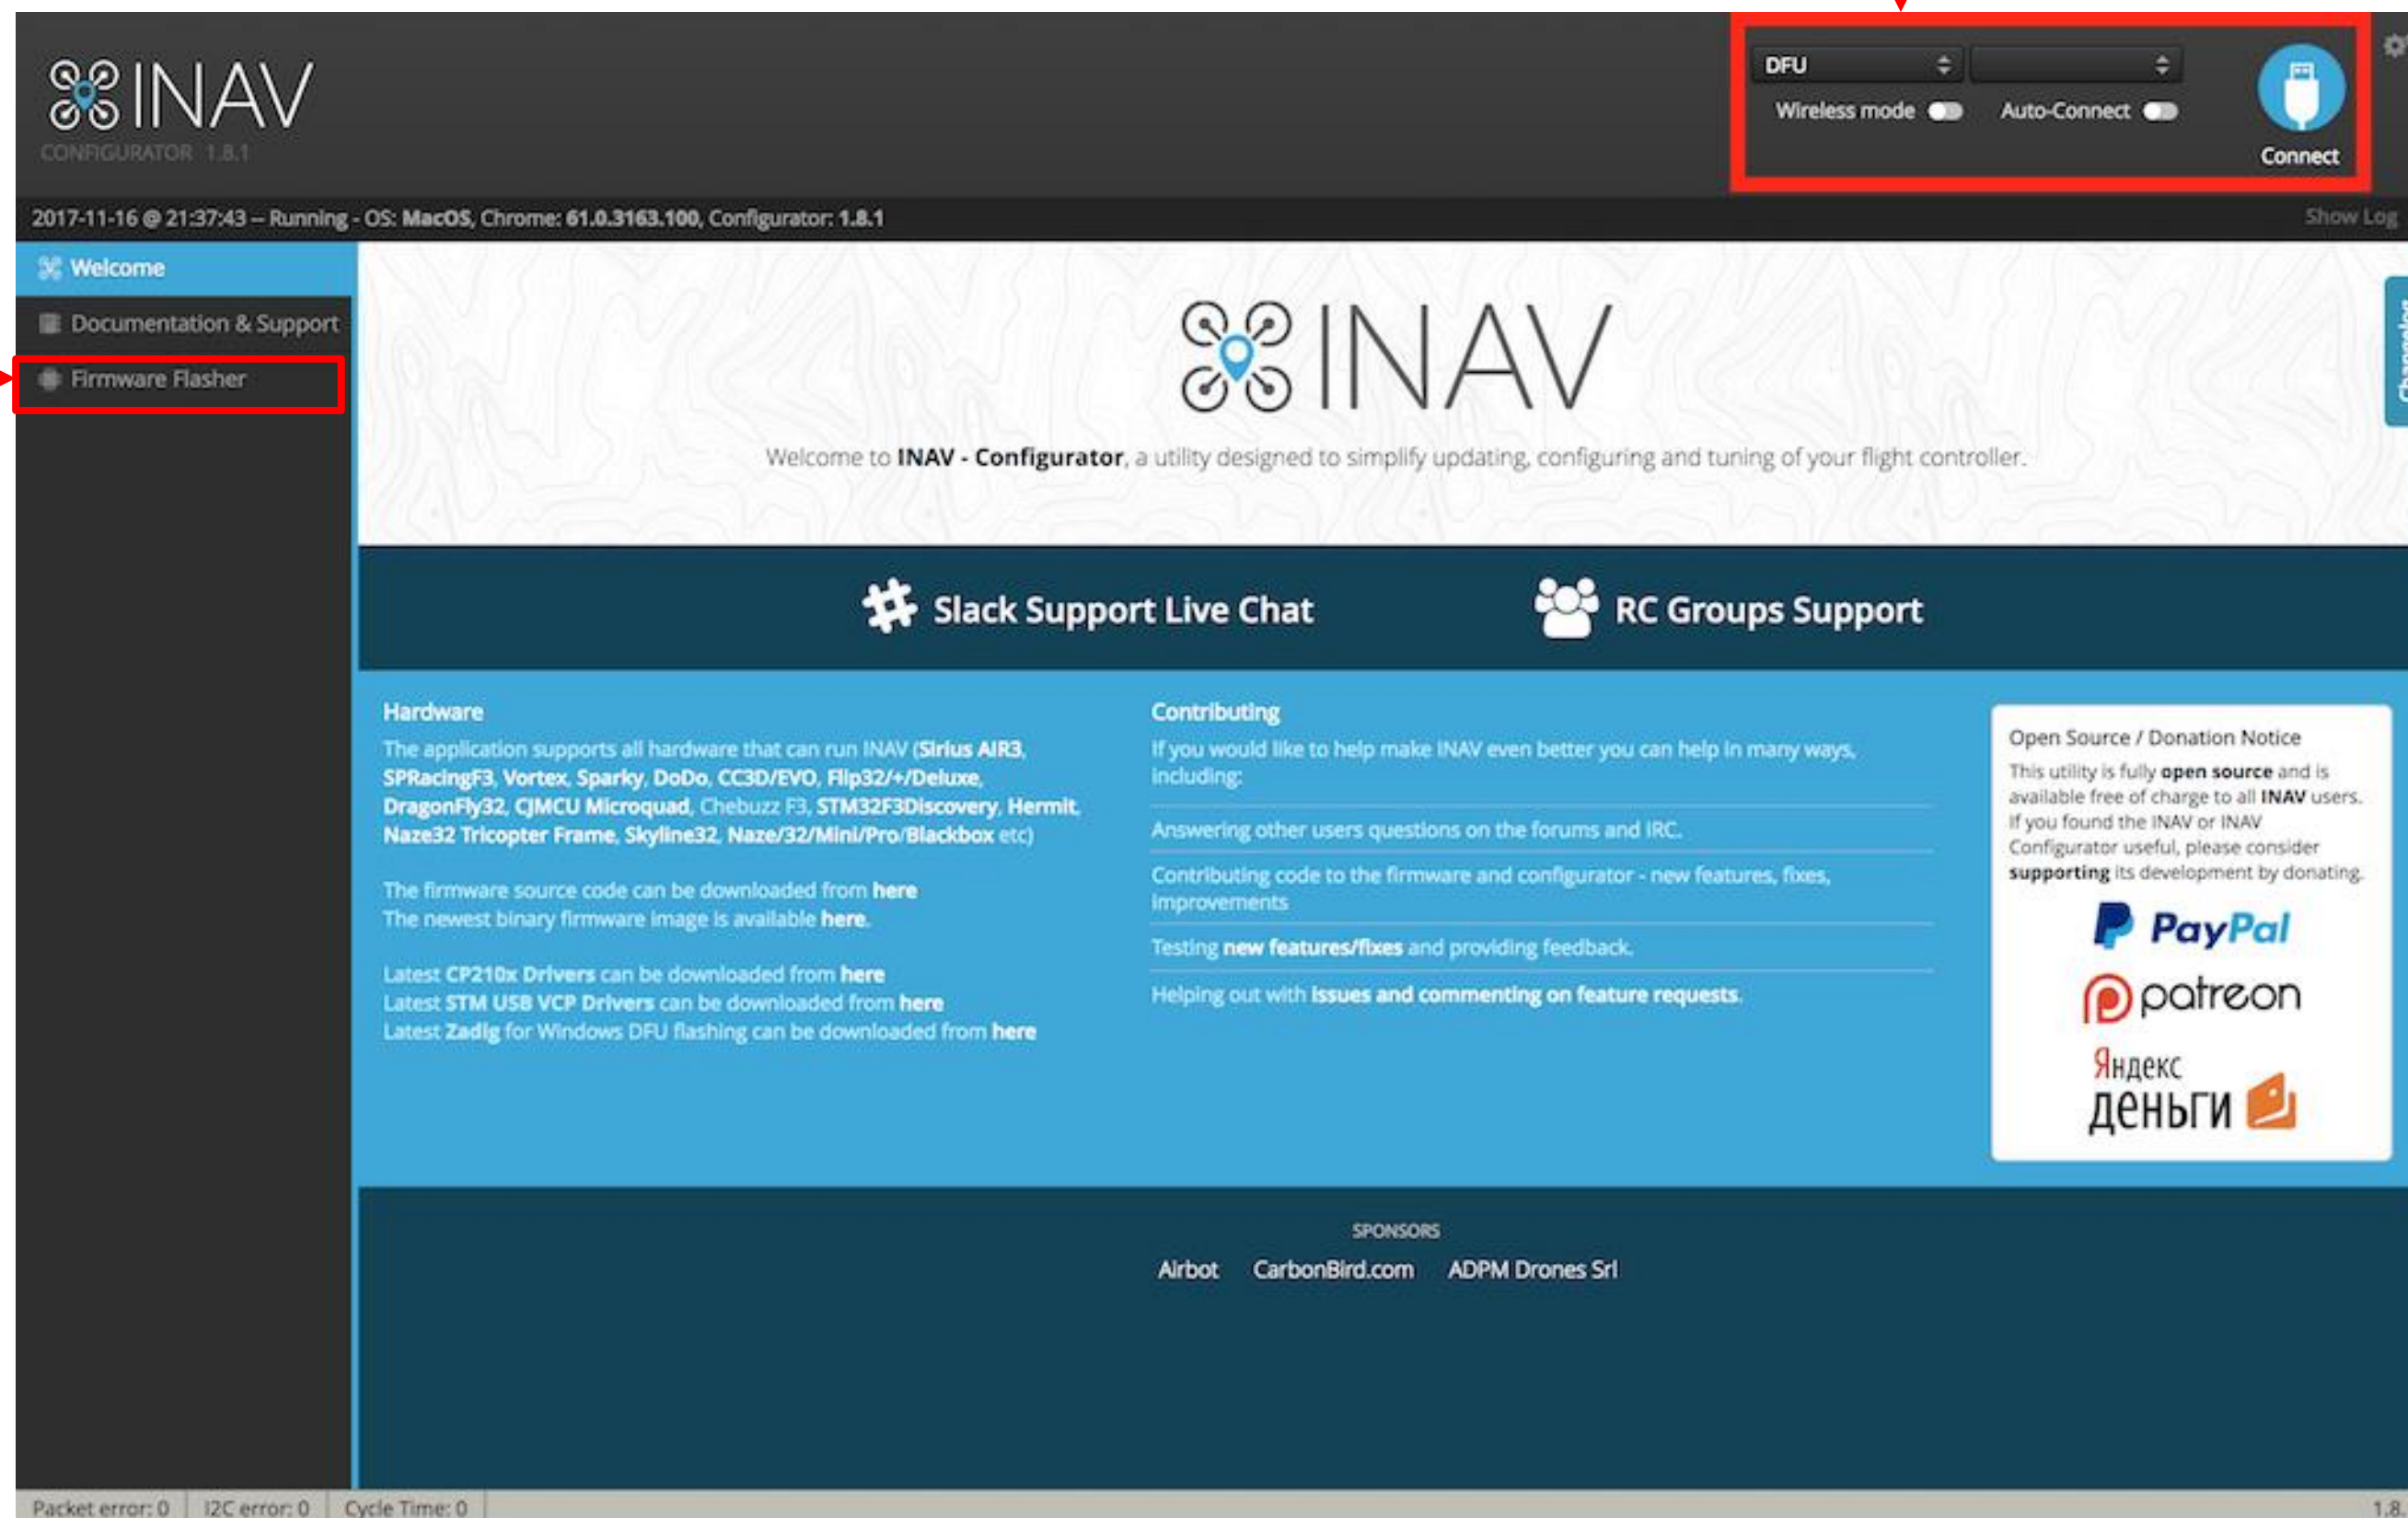 INAV
CONFIGURATOR 1.8.1
DFU
Wireless mode
Auto-Connect
Connect
2017-11-16 @ 21:37:43 -- Running - OS: MacOS, Chrome: 61.0.3163.100, Configurator: 1.8.1
Show Log
Welcome
Documentation & Support
Firmware Flasher
INAV
Welcome to INAV - Configurator, a utility designed to simplify updating, configuring and tuning of your flight controller.
Slack Support Live Chat
RC Groups Support
Hardware
The application supports all hardware that can run INAV (Sirius AIR3,
SPRacingF3, Vortex, Sparky, DoDo, CC3D/EVO, Flip32/+/Deluxe,
DragonFly32, CJMCU Microquad, Chebuzz F3, STM32F3Discovery, Hermit,
Naze32 Tricopter Frame, Skyline32, Naze/32/Mini/Pro/Blackbox etc)
The firmware source code can be downloaded from here
The newest binary firmware image is available here.
Latest CP210x Drivers can be downloaded from here
Latest STM USB VCP Drivers can be downloaded from here
Latest Zadig for Windows DFU flashing can be downloaded from here
Contributing
If you would like to help make INAV even better you can help in many ways,
including:
Answering other users questions on the forums and IRC.
Contributing code to the firmware and configurator - new features, fixes,
improvements
Testing new features/fixes and providing feedback.
Helping out with issues and commenting on feature requests.
Open Source / Donation Notice
This utility is fully open source and is
available free of charge to all INAV users.
If you found the INAV or INAV
Configurator useful, please consider
supporting its development by donating.
PayPal
patreon
Яндекс
деньги
SPONSORS
Airbot CarbonBird.com ADPM Drones Srl
Packet error: 0
I2C error: 0
Cycle Time: 0
1.8.